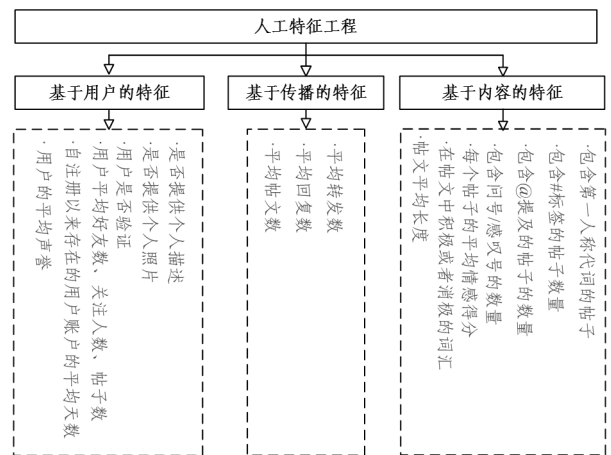 人工特征工程
基于用户的特征
基于传播的特征
基于内容的特征
·是否提供个人描述
·是否提供个人照片
·用户是否验证
·用户平均好友数、关注人数、帖子数
·自注册以来存在的用户账户的平均天数
·用户的平均声誉
·平均转发数
·平均回复数
·平均帖文数
·包含第一人称代词的帖子
·包含#标签的帖子数量
·包含@提及的帖子的数量
·包含问号/感叹号的数量
·每个帖子的平均情感得分
·在帖文中积极或者消极的词汇
·帖文平均长度